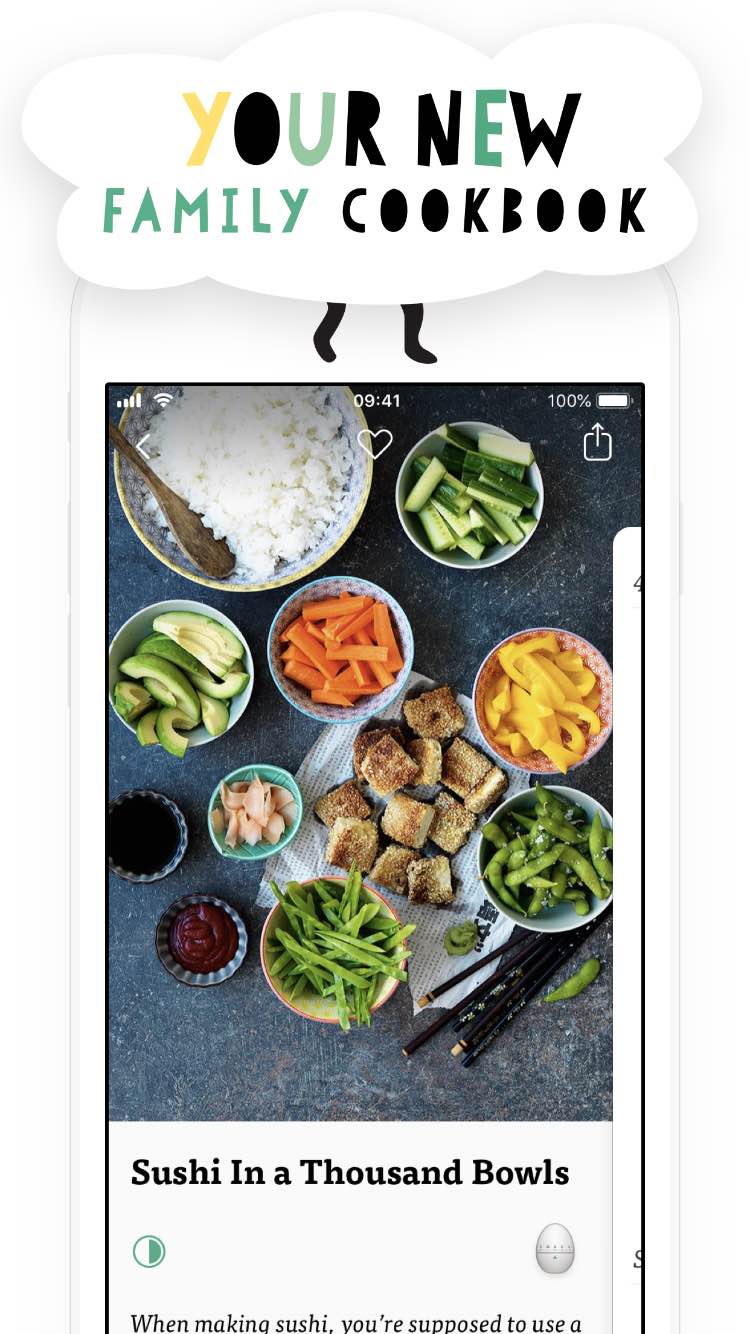 YOUR NEW
FAMILY COOKBOOK
09:41
100%
Sushi In a Thousand Bowls
When making sushi, you're supposed to use a